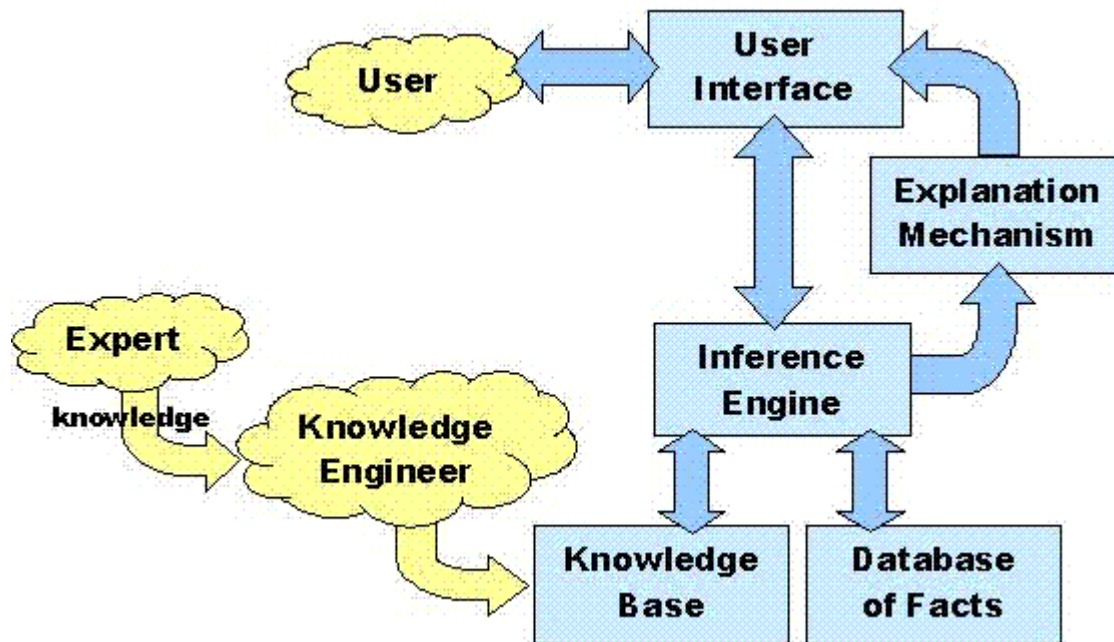 User
User
Interface
Explanation
Mechanism
Expert
knowledge
Inference
Engine
Knowledge
Engineer
Knowledge
Base
Database
of Facts